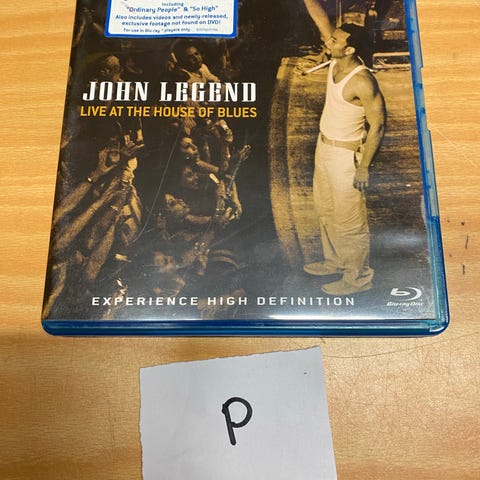 Including
"Ordinary People" & "So High"
Also includes videos and newly-released,
exclusive footage not found on DVD!
For use in Blu-ray players only
JOHN LEGEND
LIVE AT THE HOUSE OF BLUES
EXPERIENCE HIGH DEFINITION
Blu-ray Disc
P